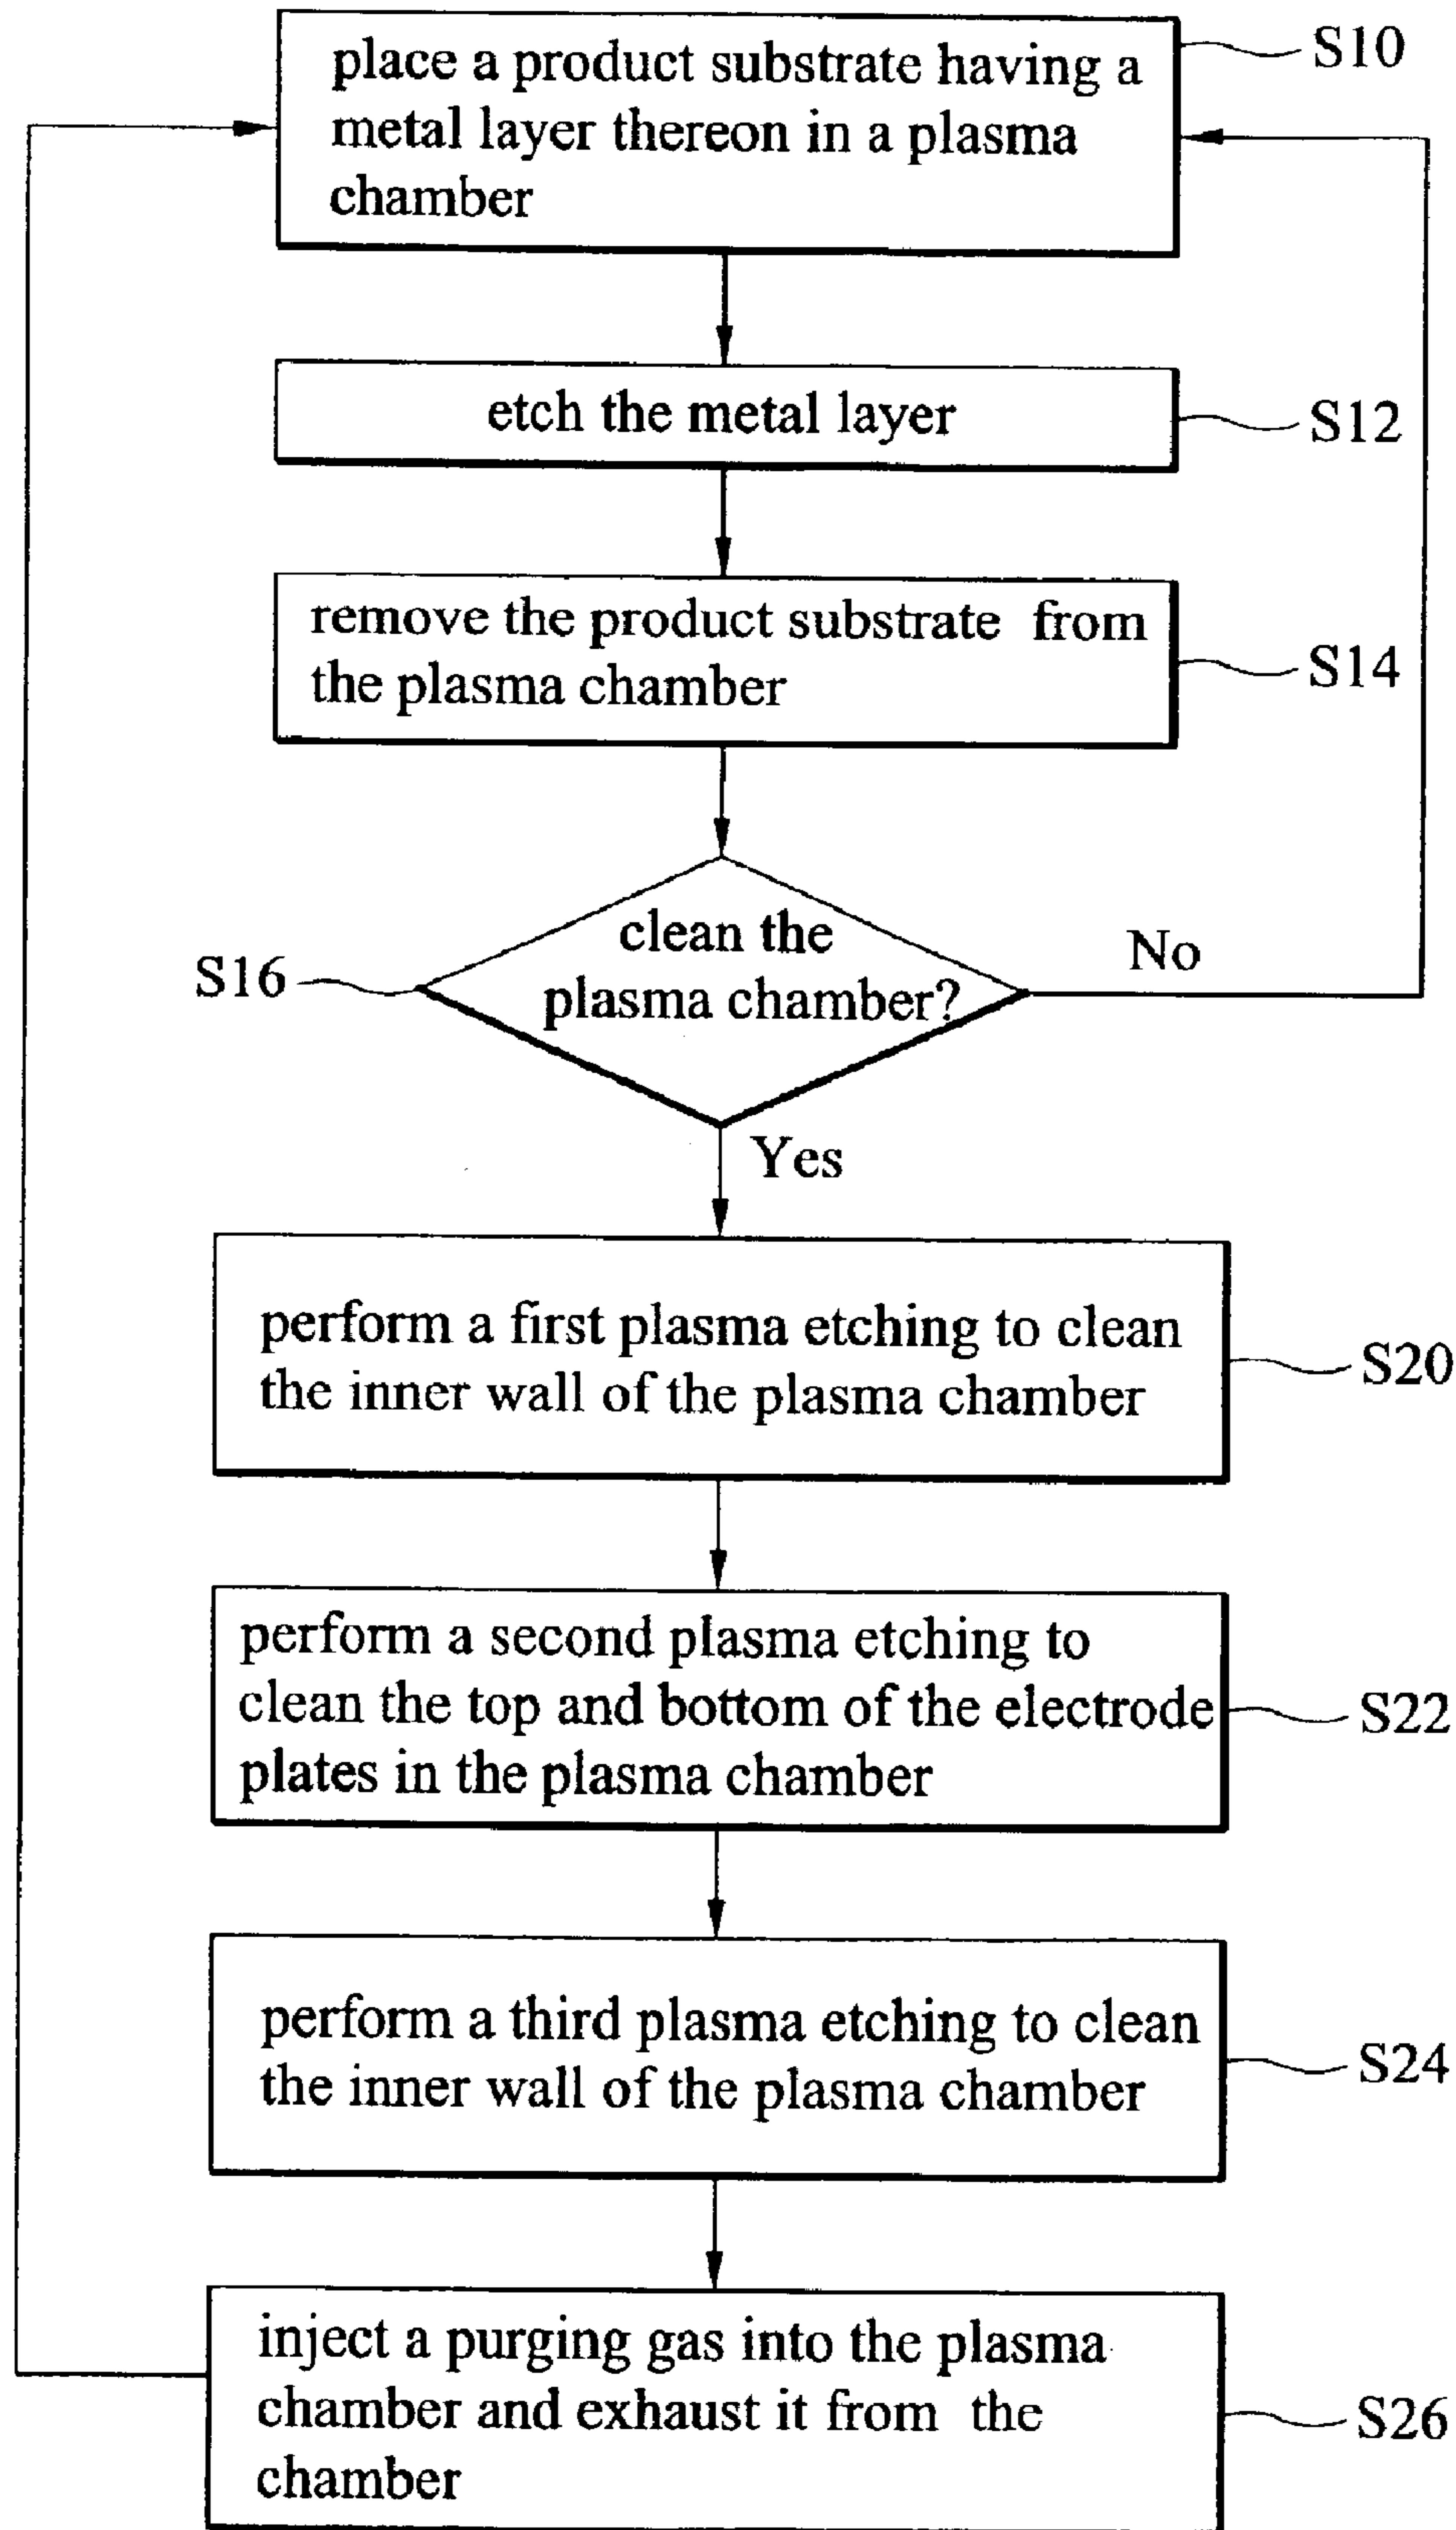 place a product substrate having a
metal layer thereon in a plasma
chamber
S10
etch the metal layer
S12
remove the product substrate from
the plasma chamber
S14
clean the
plasma chamber?
S16
No
Yes
perform a first plasma etching to clean
the inner wall of the plasma chamber
S20
perform a second plasma etching to
clean the top and bottom of the electrode
plates in the plasma chamber
S22
perform a third plasma etching to clean
the inner wall of the plasma chamber
S24
inject a purging gas into the plasma
chamber and exhaust it from the
chamber
S26